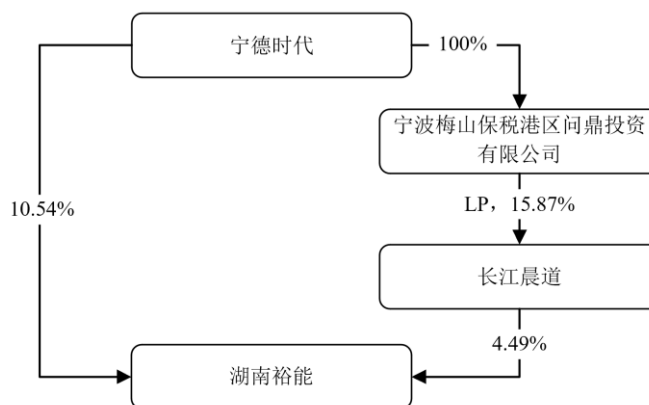 宁德时代
100%
宁波梅山保税港区问鼎投资
有限公司
10.54%
LP，15.87%
长江晨道
4.49%
湖南裕能